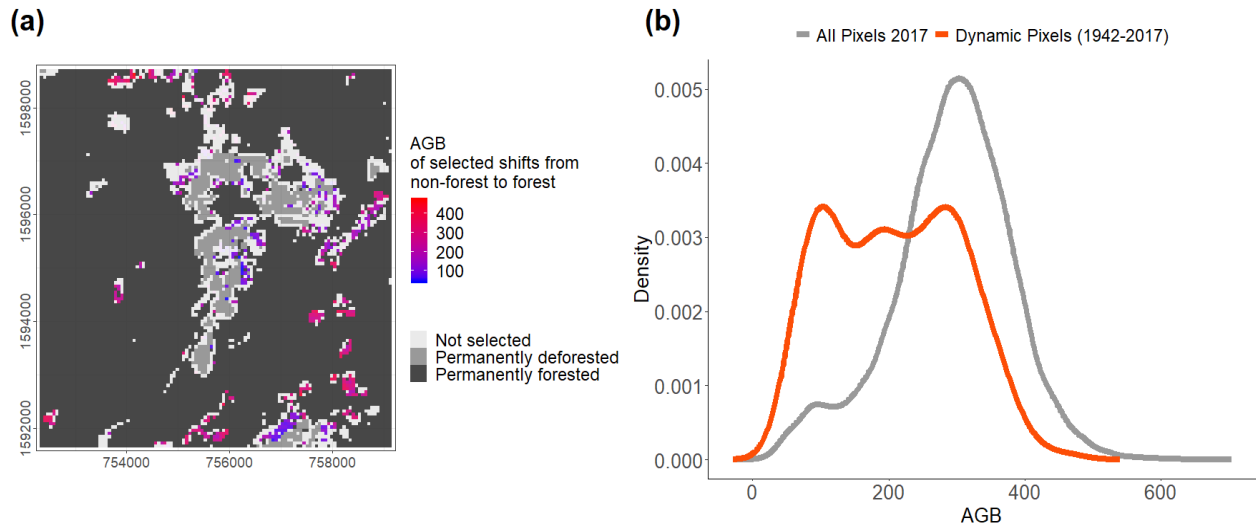 (a)
1598000
1596000
1594000
1592000
754000
756000
758000
AGB
of selected shifts from
non-forest to forest
400
300
200
100
Not selected
Permanently deforested
Permanently forested
(b)
All Pixels 2017
Dynamic Pixels (1942-2017)
Density
0.005
0.004
0.003
0.002
0.001
0.000
0
200
400
600
AGB